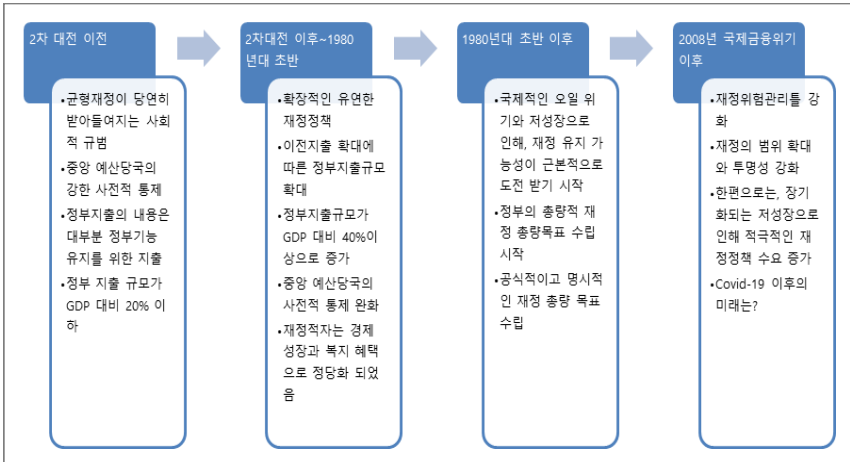 2차 대전 이전
•균형재정이 당연히
받아들여지는 사회
적 규범
•중앙 예산당국의
강한 사전적 통제
•정부지출의 내용은
대부분 정부기능
유지를 위한 지출
•정부 지출 규모가
GDP 대비 20% 이
하
2차대전 이후~1980
년대 초반
•확장적인 유연한
재정정책
•이전지출 확대에
따른 정부지출규모
확대
•정부지출규모가
GDP 대비 40%이
상으로 증가
•중앙 예산당국의
사전적 통제 완화
•재정적자는 경제
성장과 복지 혜택
으로 정당화 되었
음
1980년대 초반 이후
•국제적인 오일 위
기와 저성장으로
인해, 재정 유지 가
능성이 근본적으로
도전 받기 시작
•정부의 총량적 재
정 총량목표 수립
시작
•공식적이고 명시적
인 재정 총량 목표
수립
2008년 국제금융위기
이후
•재정위험관리틀 강
화
•재정의 범위 확대
와 투명성 강화
•한편으로는, 장기
화되는 저성장으로
인해 적극적인 재
정정책 수요 증가
•Covid-19 이후의
미래는?